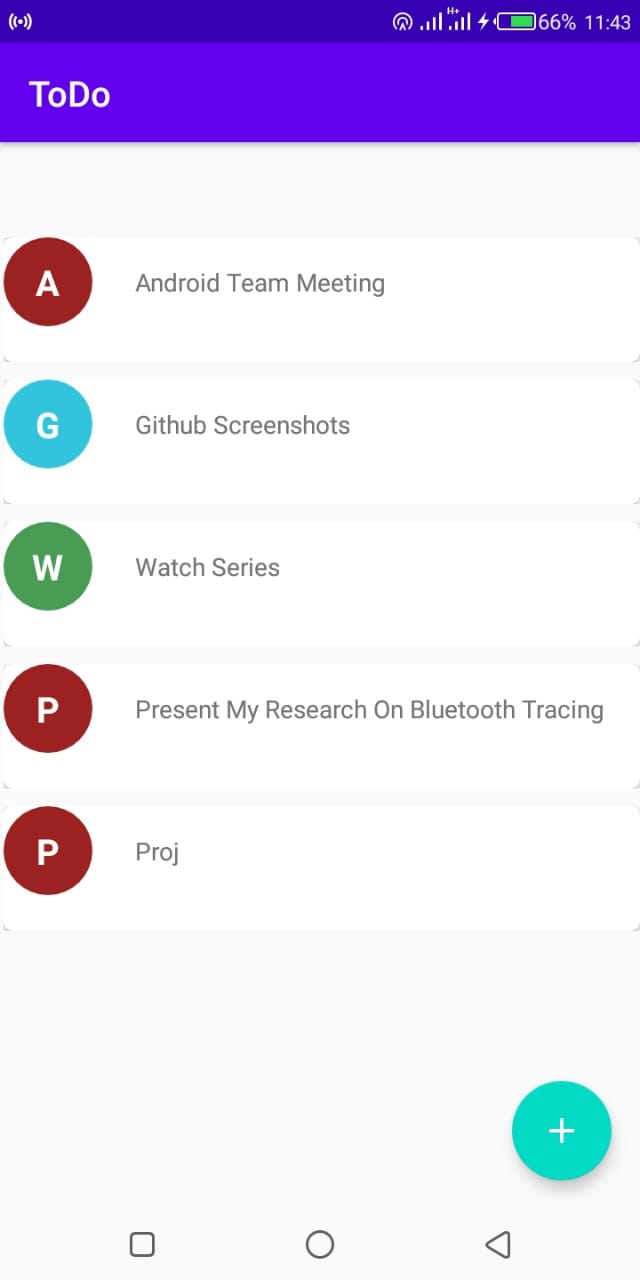 H+
66% 11:43
ToDo
A Android Team Meeting
G Github Screenshots
W Watch Series
P Present My Research On Bluetooth Tracing
P Proj
+